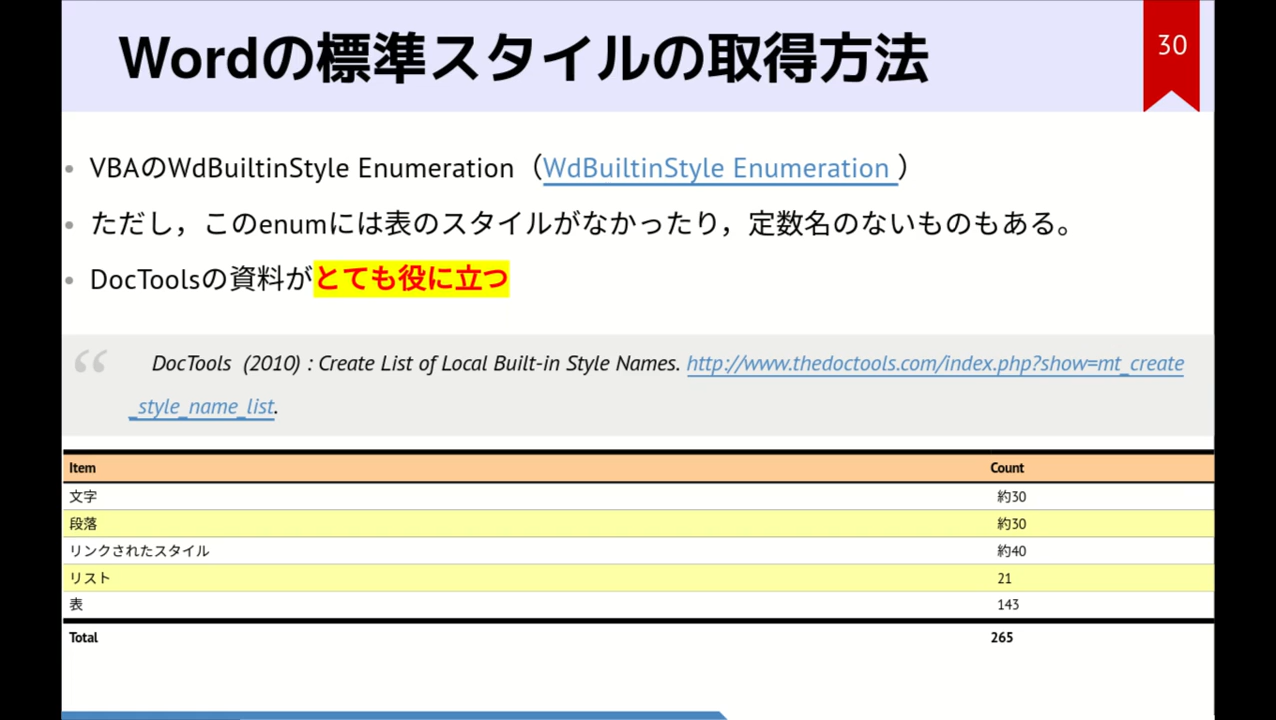 Wordの標準スタイルの取得方法
30
• VBAのWdBuiltinStyle Enumeration（WdBuiltinStyle Enumeration ）
• ただし，このenumには表のスタイルがなかったり，定数名のないものもある。
• DocToolsの資料がとても役に立つ
“ DocTools (2010) : Create List of Local Built-in Style Names. http://www.thedoctools.com/index.php?show=mt_create
_style_name_list.
Item Count
文字 約30
段落 約30
リンクされたスタイル 約40
リスト 21
表 143
Total 265